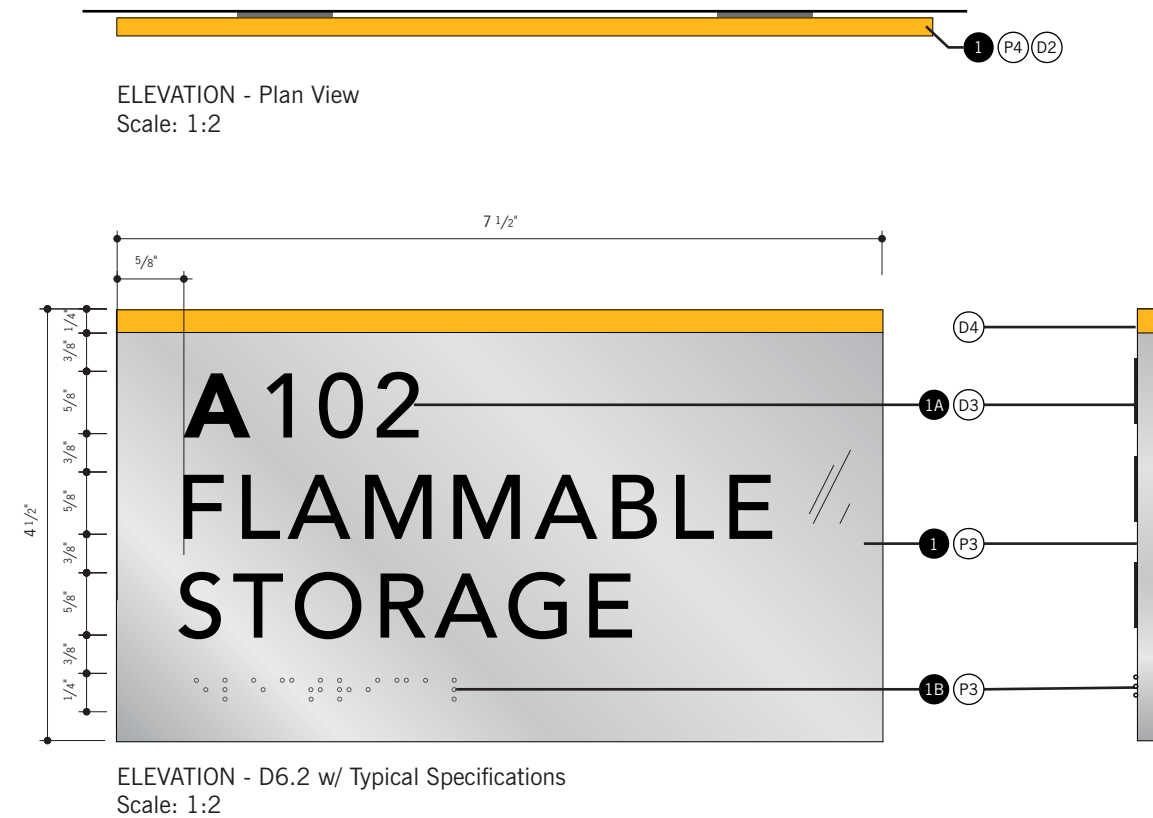 1 P4 D2
ELEVATION - Plan View
Scale: 1:2
7 1/2"
5/8"
1/4"
3/8"
5/8"
3/8"
5/8"
3/8"
5/8"
3/8"
1/4"
4 1/2"
D4
A102
1A D3
FLAMMABLE
1 P3
STORAGE
1B P3
ELEVATION - D6.2 w/ Typical Specifications
Scale: 1:2